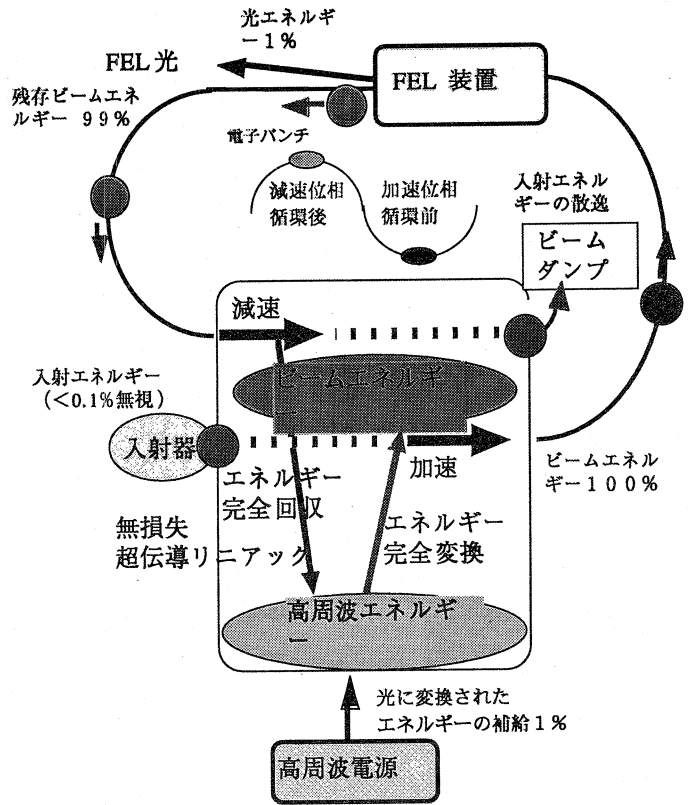 光エネルギ
ー1%
FEL光
FEL 装置
残存ビームエネ
ルギー 99%
電子バンチ
減速位相
循環後
加速位相
循環前
入射エネル
ギーの散逸
ビーム
ダンプ
減速
ビームエネルギ
ー
入射エネルギー
(<0.1%無視)
入射器
加速
ビームエネル
ギー100%
エネルギー
完全回収
無損失
超伝導リニアック
エネルギー
完全変換
高周波エネルギ
ー
光に変換された
エネルギーの補給1%
高周波電源